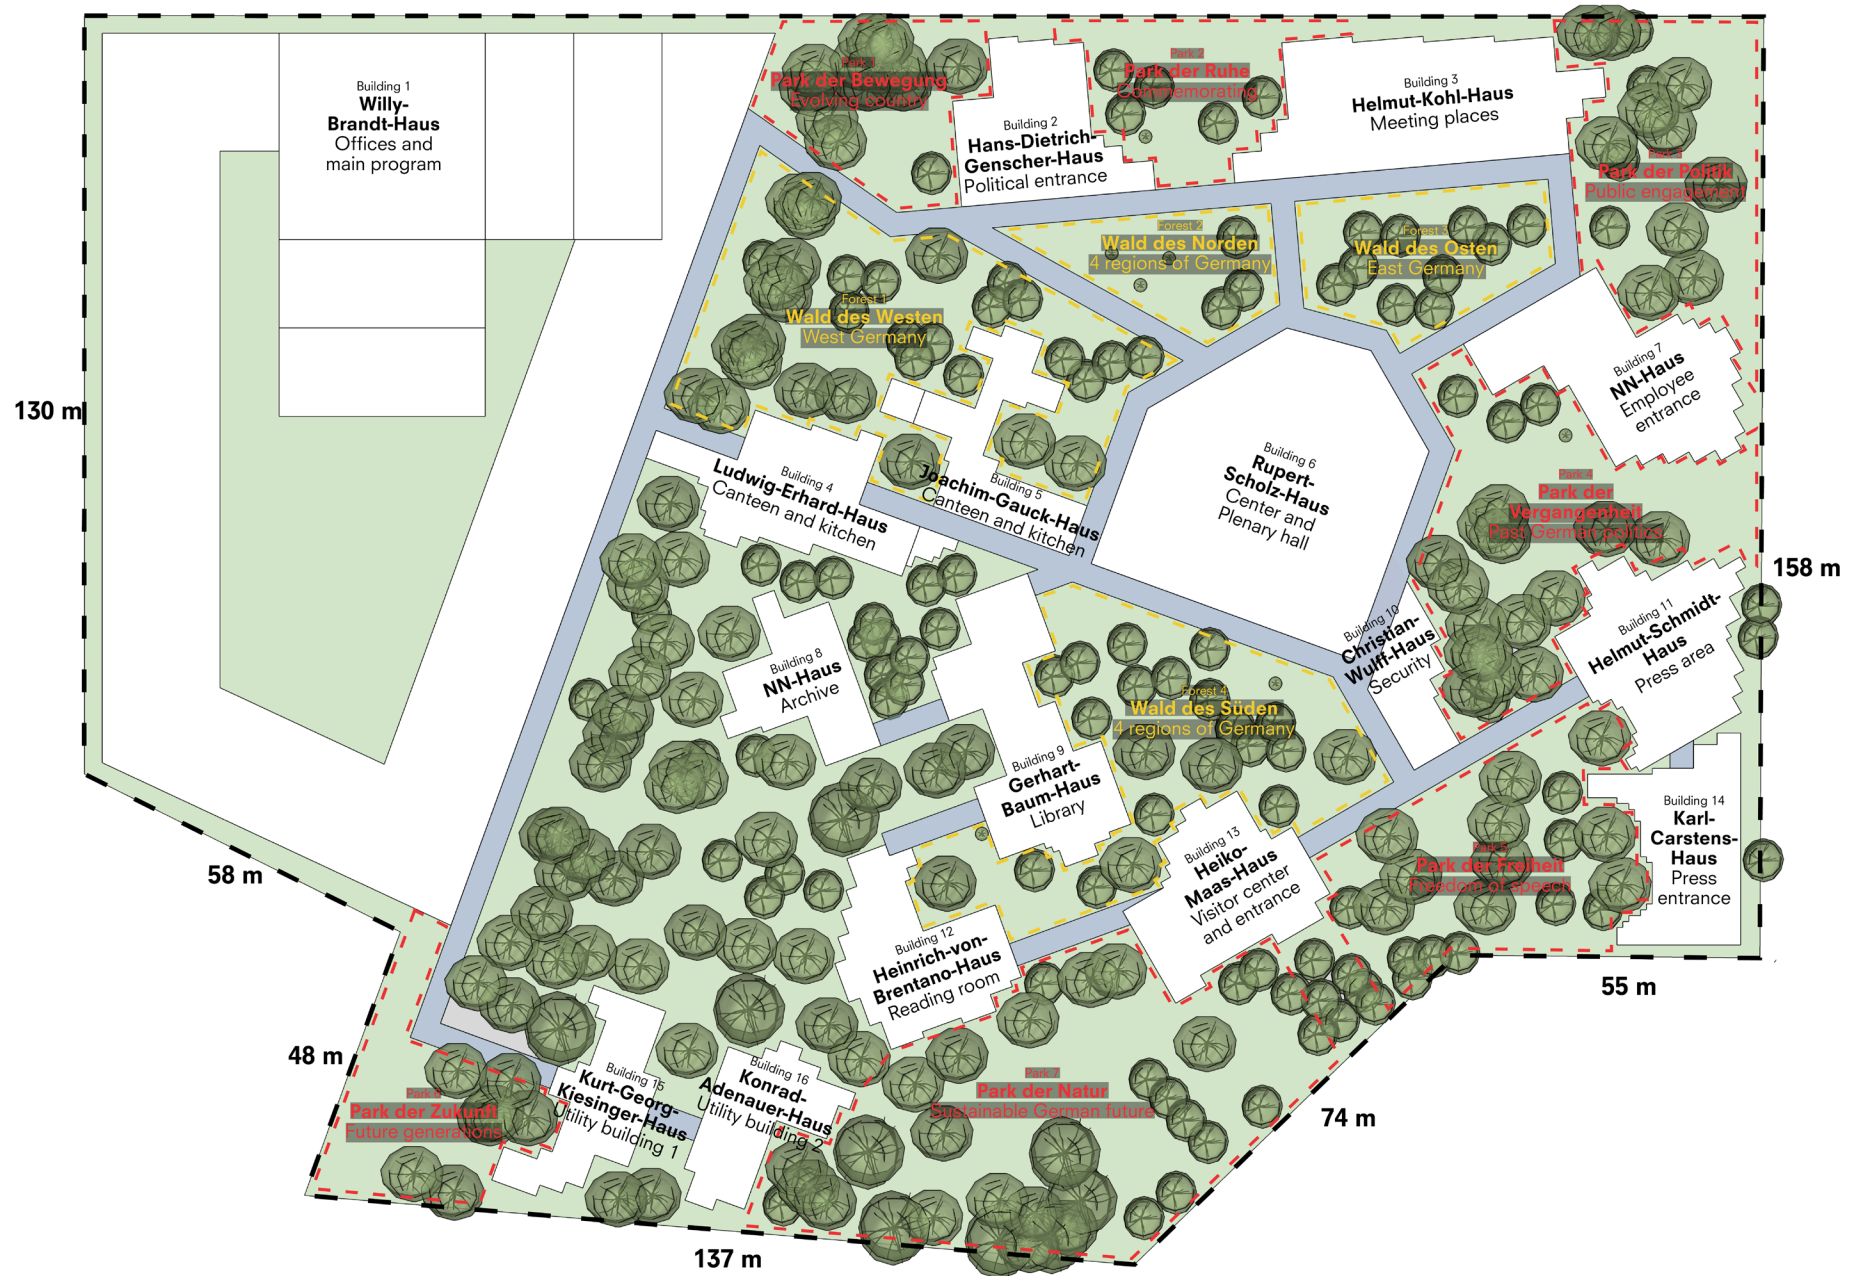 Building 1
Willy-
Brandt-Haus
Offices and
main program
Park 1
Park der Bewegung
Evolving country
Building 2
Hans-Dietrich-
Genscher-Haus
Political entrance
Park 2
Park der Ruhe
Commemorating
Building 3
Helmut-Kohl-Haus
Meeting places
Park 3
Park der Politik
Public engagement
Forest 1
Wald des Westen
West Germany
Forest 2
Wald des Norden
4 regions of Germany
Forest 3
Wald des Osten
East Germany
130 m
Building 4
Ludwig-Erhard-Haus
Canteen and kitchen
Building 5
Joachim-Gauck-Haus
Canteen and kitchen
Building 6
Rupert-
Scholz-Haus
Center and
Plenary hall
Building 7
NN-Haus
Employee
entrance
Park 4
Park der
Vergangenheit
Past German politics
158 m
Building 8
NN-Haus
Archive
Building 9
Gerhart-
Baum-Haus
Library
Forest 4
Wald des Süden
4 regions of Germany
Building 10
Christian-
Wulff-Haus
Security
Building 11
Helmut-Schmidt-
Haus
Press area
Building 12
Heinrich-von-
Brentano-Haus
Reading room
Building 13
Heiko-
Maas-Haus
Visitor center
and entrance
Park 5
Park der Freiheit
Freedom of speech
Building 14
Karl-
Carstens-
Haus
Press
entrance
58 m
55 m
48 m
Park 6
Park der Zukunft
Future generations
Building 15
Kurt-Georg-
Kiesinger-Haus
Utility building 1
Building 16
Konrad-
Adenauer-Haus
Utility building 2
Park 7
Park der Natur
Sustainable German future
74 m
137 m